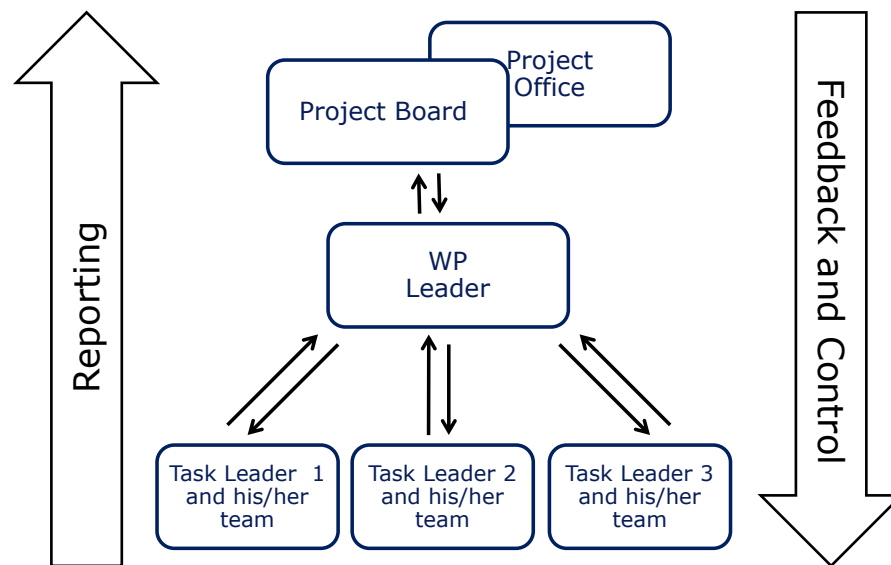 Reporting
Project
Office
Project Board
WP
Leader
Task Leader  1
and his/her
team
Task Leader 2
and his/her
team
Task Leader 3
and his/her
team
Feedback and Control